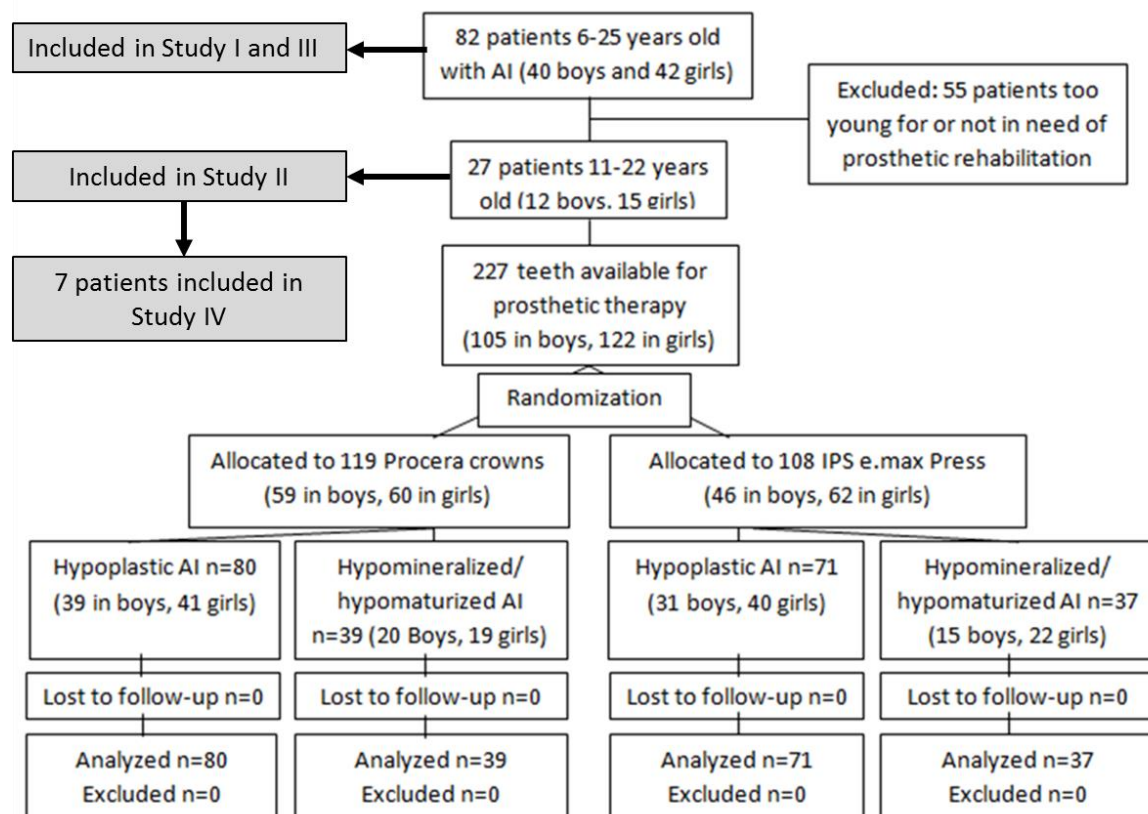 Included in Study I and III
82 patients 6-25 years old
with AI (40 boys and 42 girls)
Excluded: 55 patients too
young for or not in need of
prosthetic rehabilitation
Included in Study II
27 patients 11-22 years
old (12 boys, 15 girls)
7 patients included in
Study IV
227 teeth available for
prosthetic therapy
(105 in boys, 122 in girls)
Randomization
Allocated to 119 Procera crowns
(59 in boys, 60 in girls)
Allocated to 108 IPS e.max Press
(46 in boys, 62 in girls)
Hypoplastic AI n=80
(39 in boys, 41 girls)
Hypomineralized/
hypomaturized AI
n=39 (20 Boys, 19 girls)
Hypoplastic AI n=71
(31 boys, 40 girls)
Hypomineralized/
hypomaturized AI n=37
(15 boys, 22 girls)
Lost to follow-up n=0
Lost to follow-up n=0
Lost to follow-up n=0
Lost to follow-up n=0
Analyzed n=80
Excluded n=0
Analyzed n=39
Excluded n=0
Analyzed n=71
Excluded n=0
Analyzed n=37
Excluded n=0